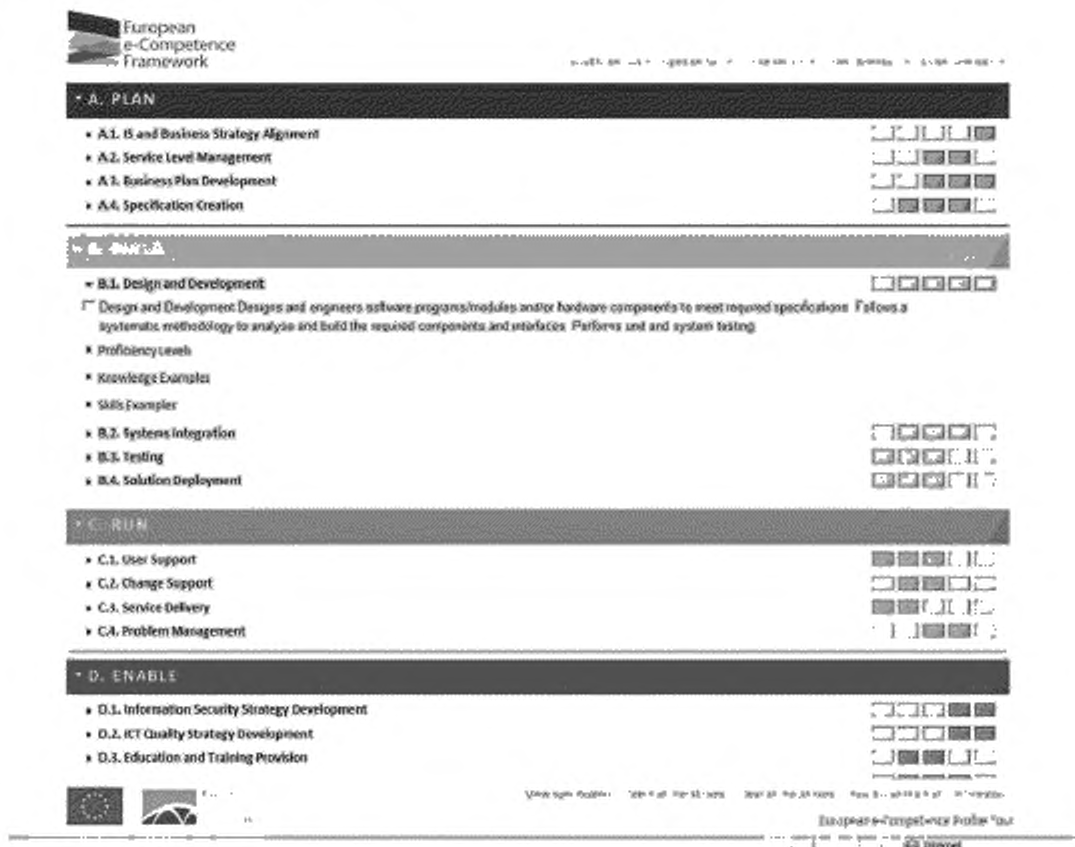 European
e-Competence
Framework
A. PLAN
A.1. IS and Business Strategy Alignment
A.2. Service Level Management
A.3. Business Plan Development
A.4. Specification Creation
B.1. Design and Development
Design and Development Designs and engineers software programs/modules and/or hardware components to meet required specifications Follows a
systematic methodology to analyse and build the required components and interfaces Performs unit and system testing
Proficiency Levels
Knowledge Examples
Skills Examples
B.2. Systems Integration
B.3. Testing
B.4. Solution Deployment
C. RUN
C.1. User Support
C.2. Change Support
C.3. Service Delivery
C.4. Problem Management
D. ENABLE
D.1. Information Security Strategy Development
D.2. ICT Quality Strategy Development
D.3. Education and Training Provision
European e-Competence Profile